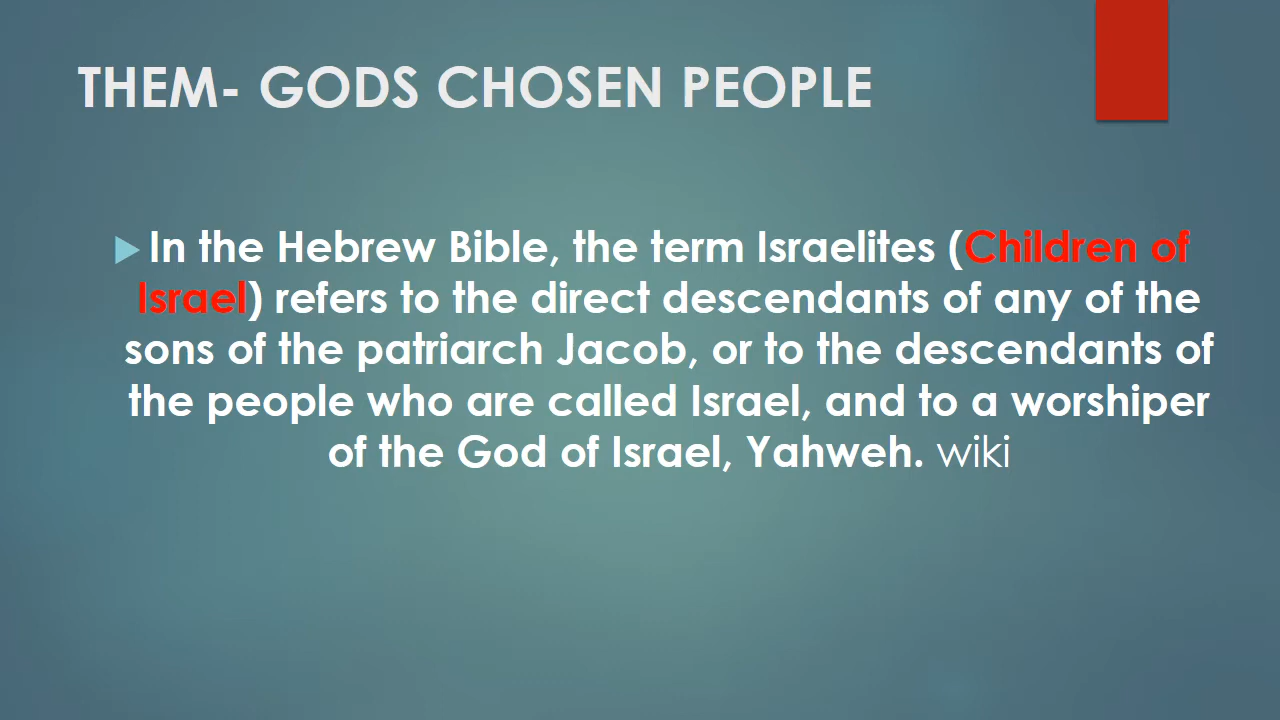 THEM- GODS CHOSEN PEOPLE
In the Hebrew Bible, the term Israelites (Children of
Israel) refers to the direct descendants of any of the
sons of the patriarch Jacob, or to the descendants of
the people who are called Israel, and to a worshiper
of the God of Israel, Yahweh. wiki